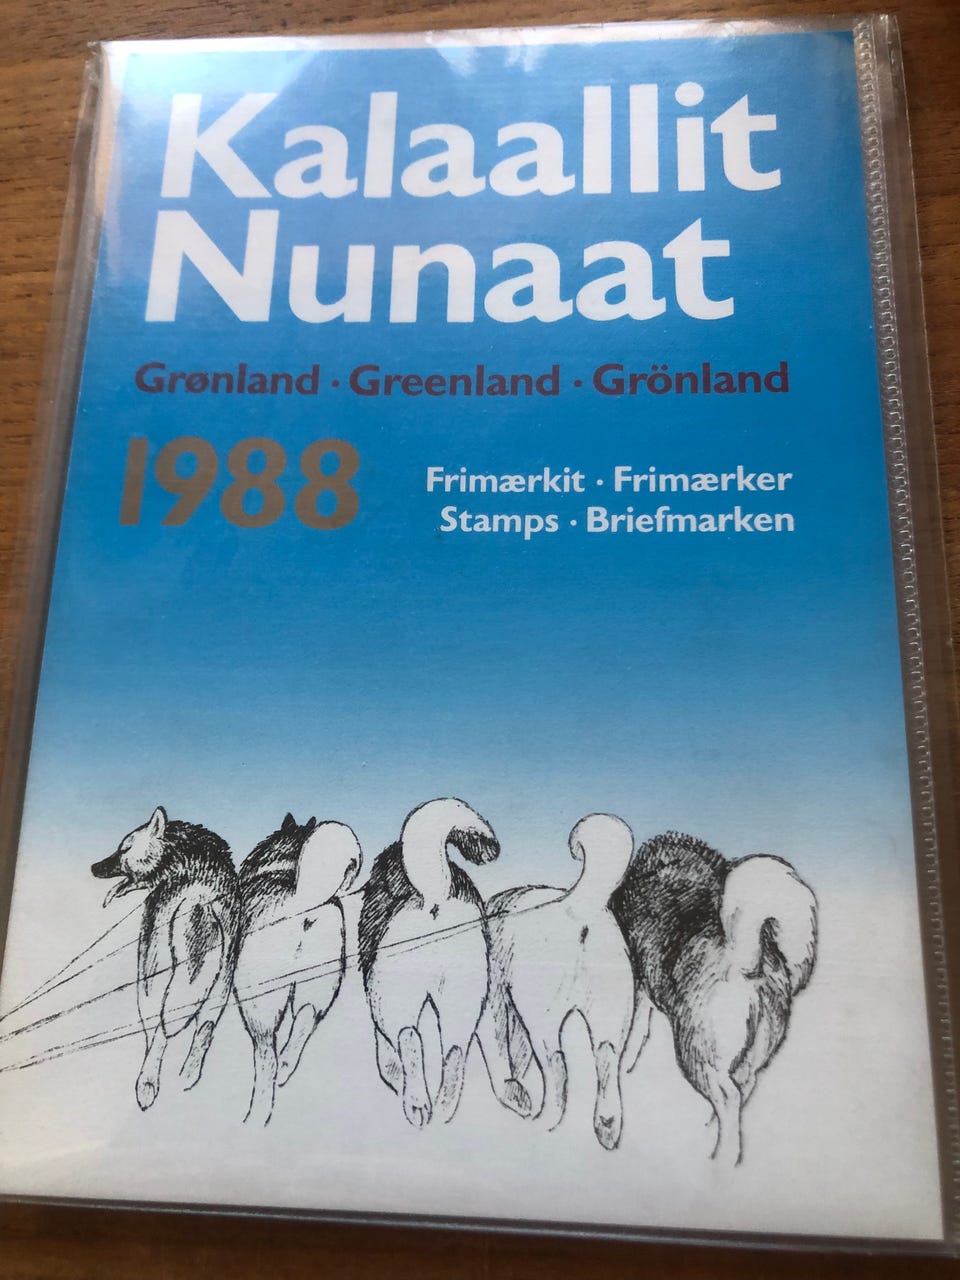 Kalaallit
Nunaat
Grønland · Greenland · Grönland
1988
Frimærkit · Frimærker
Stamps · Briefmarken